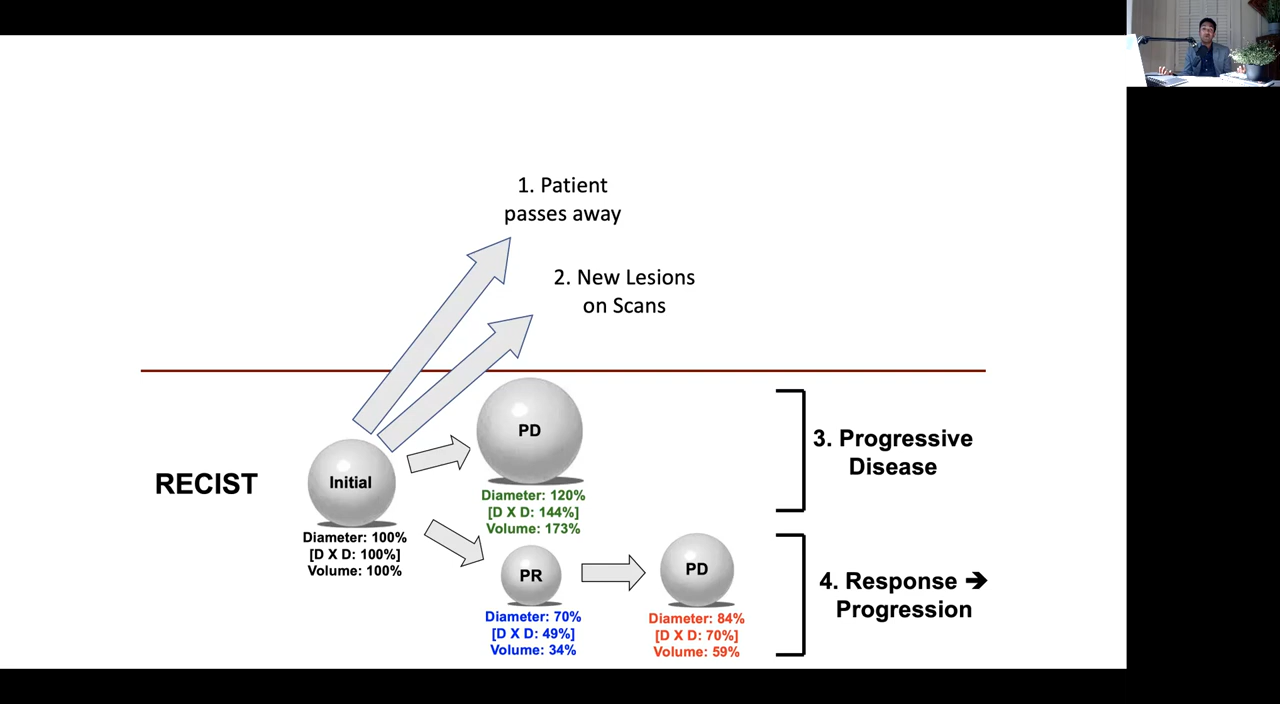 1. Patient
passes away
2. New Lesions
on Scans
RECIST
Initial
Diameter: 100%
[D X D: 100%]
Volume: 100%
PD
Diameter: 120%
[D X D: 144%]
Volume: 173%
3. Progressive
Disease
PR
Diameter: 70%
[D X D: 49%]
Volume: 34%
PD
Diameter: 84%
[D X D: 70%]
Volume: 59%
4. Response ➔
Progression